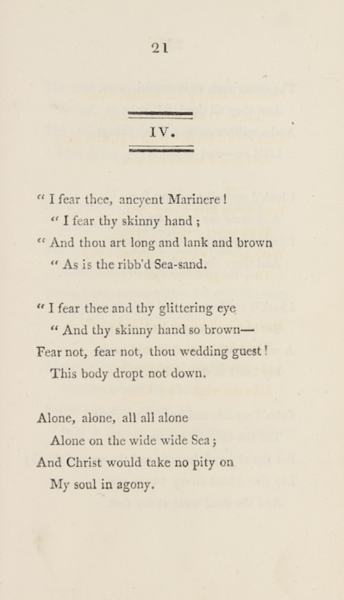 21
IV.
“ I fear thee, ancyent Marinere!
“ I fear thy skinny hand;
“ And thou art long and lank and brown
“ As is the ribb'd Sea-sand.
“ I fear thee and thy glittering eye
“ And thy skinny hand so brown—
Fear not, fear not, thou wedding guest!
This body dropt not down.
Alone, alone, all all alone
Alone on the wide wide Sea;
And Christ would take no pity on
My soul in agony.